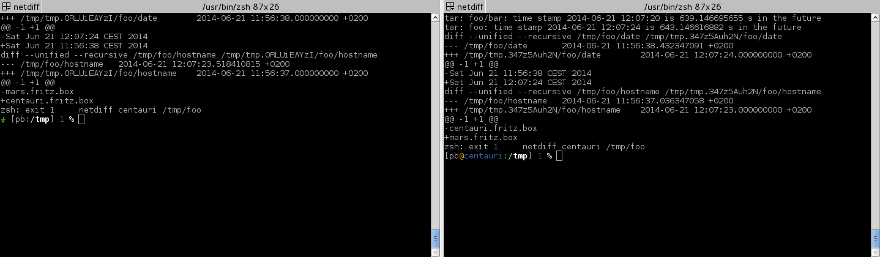 netdiff
/usr/bin/zsh 87x26
+++ /tmp/tmp.ORLULEAYzI/foo/date 2014-06-21 11:56:38.000000000 +0200
@@ -1 +1 @@
-Sat Jun 21 12:07:24 CEST 2014
+Sat Jun 21 11:56:38 CEST 2014
diff --unified --recursive /tmp/foo/hostname /tmp/tmp.ORLULEAYzI/foo/hostname
--- /tmp/foo/hostname 2014-06-21 12:07:23.518410815 +0200
+++ /tmp/tmp.ORLULEAYzI/foo/hostname 2014-06-21 11:56:37.000000000 +0200
@@ -1 +1 @@
-mars.fritz.box
+centauri.fritz.box
zsh: exit 1 netdiff centauri /tmp/foo
[pb:/tmp] 1 %
netdiff
/usr/bin/zsh 87x26
tar: foo/bar: time stamp 2014-06-21 12:07:20 is 639.146695655 s in the future
tar: foo: time stamp 2014-06-21 12:07:24 is 643.146616882 s in the future
diff --unified --recursive /tmp/foo/date /tmp/tmp.347z5Auh2N/foo/date
--- /tmp/foo/date 2014-06-21 11:56:38.432347091 +0200
+++ /tmp/tmp.347z5Auh2N/foo/date 2014-06-21 12:07:24.000000000 +0200
@@ -1 +1 @@
-Sat Jun 21 11:56:38 CEST 2014
+Sat Jun 21 12:07:24 CEST 2014
diff --unified --recursive /tmp/foo/hostname /tmp/tmp.347z5Auh2N/foo/hostname
--- /tmp/foo/hostname 2014-06-21 11:56:37.036347058 +0200
+++ /tmp/tmp.347z5Auh2N/foo/hostname 2014-06-21 12:07:23.000000000 +0200
@@ -1 +1 @@
-centauri.fritz.box
+mars.fritz.box
zsh: exit 1 netdiff centauri /tmp/foo
[pb@centauri:/tmp] 1 %